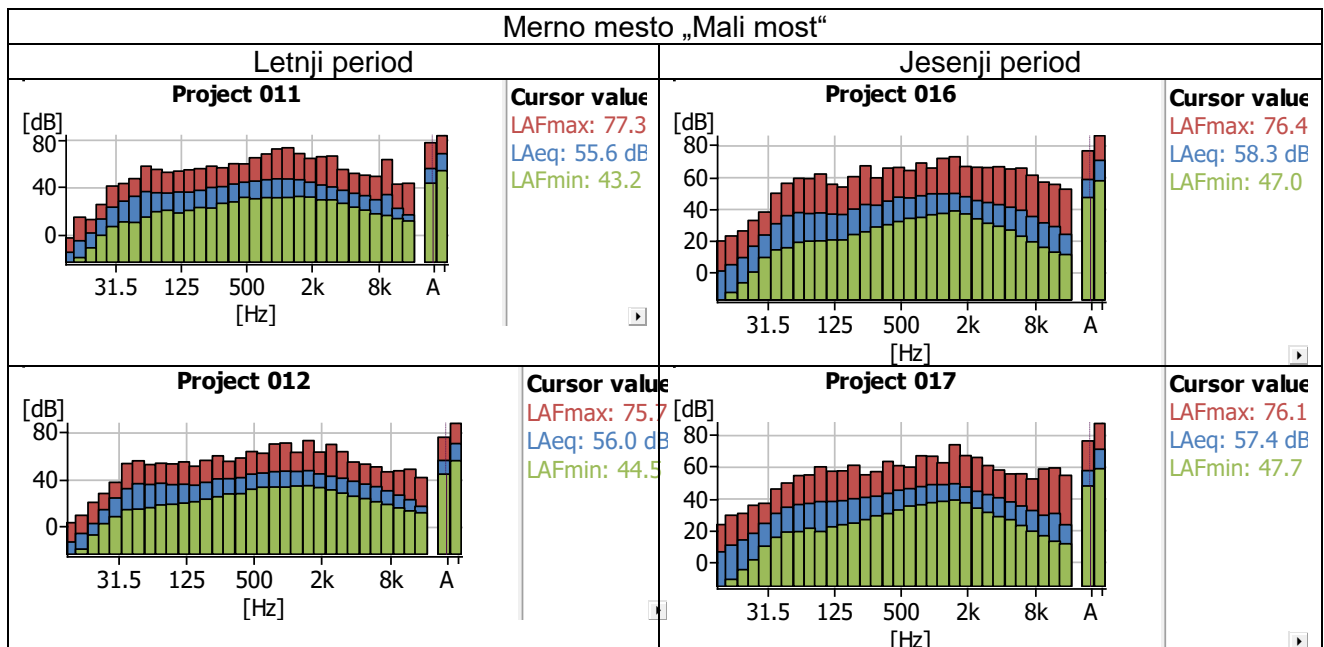 Merno mesto „Mali most“
Letnji period
Jesenji period
Project 011
[dB]
80
40
0
31.5 125 500 2k 8k A
[Hz]
Cursor value
LAFmax: 77.3
LAeq: 55.6 dB
LAFmin: 43.2
Project 016
[dB]
80
60
40
20
0
31.5 125 500 2k 8k A
[Hz]
Cursor value
LAFmax: 76.4
LAeq: 58.3 dB
LAFmin: 47.0
Project 012
[dB]
80
40
0
31.5 125 500 2k 8k A
[Hz]
Cursor value
LAFmax: 75.7
LAeq: 56.0 dB
LAFmin: 44.5
Project 017
[dB]
80
60
40
20
0
31.5 125 500 2k 8k A
[Hz]
Cursor value
LAFmax: 76.1
LAeq: 57.4 dB
LAFmin: 47.7